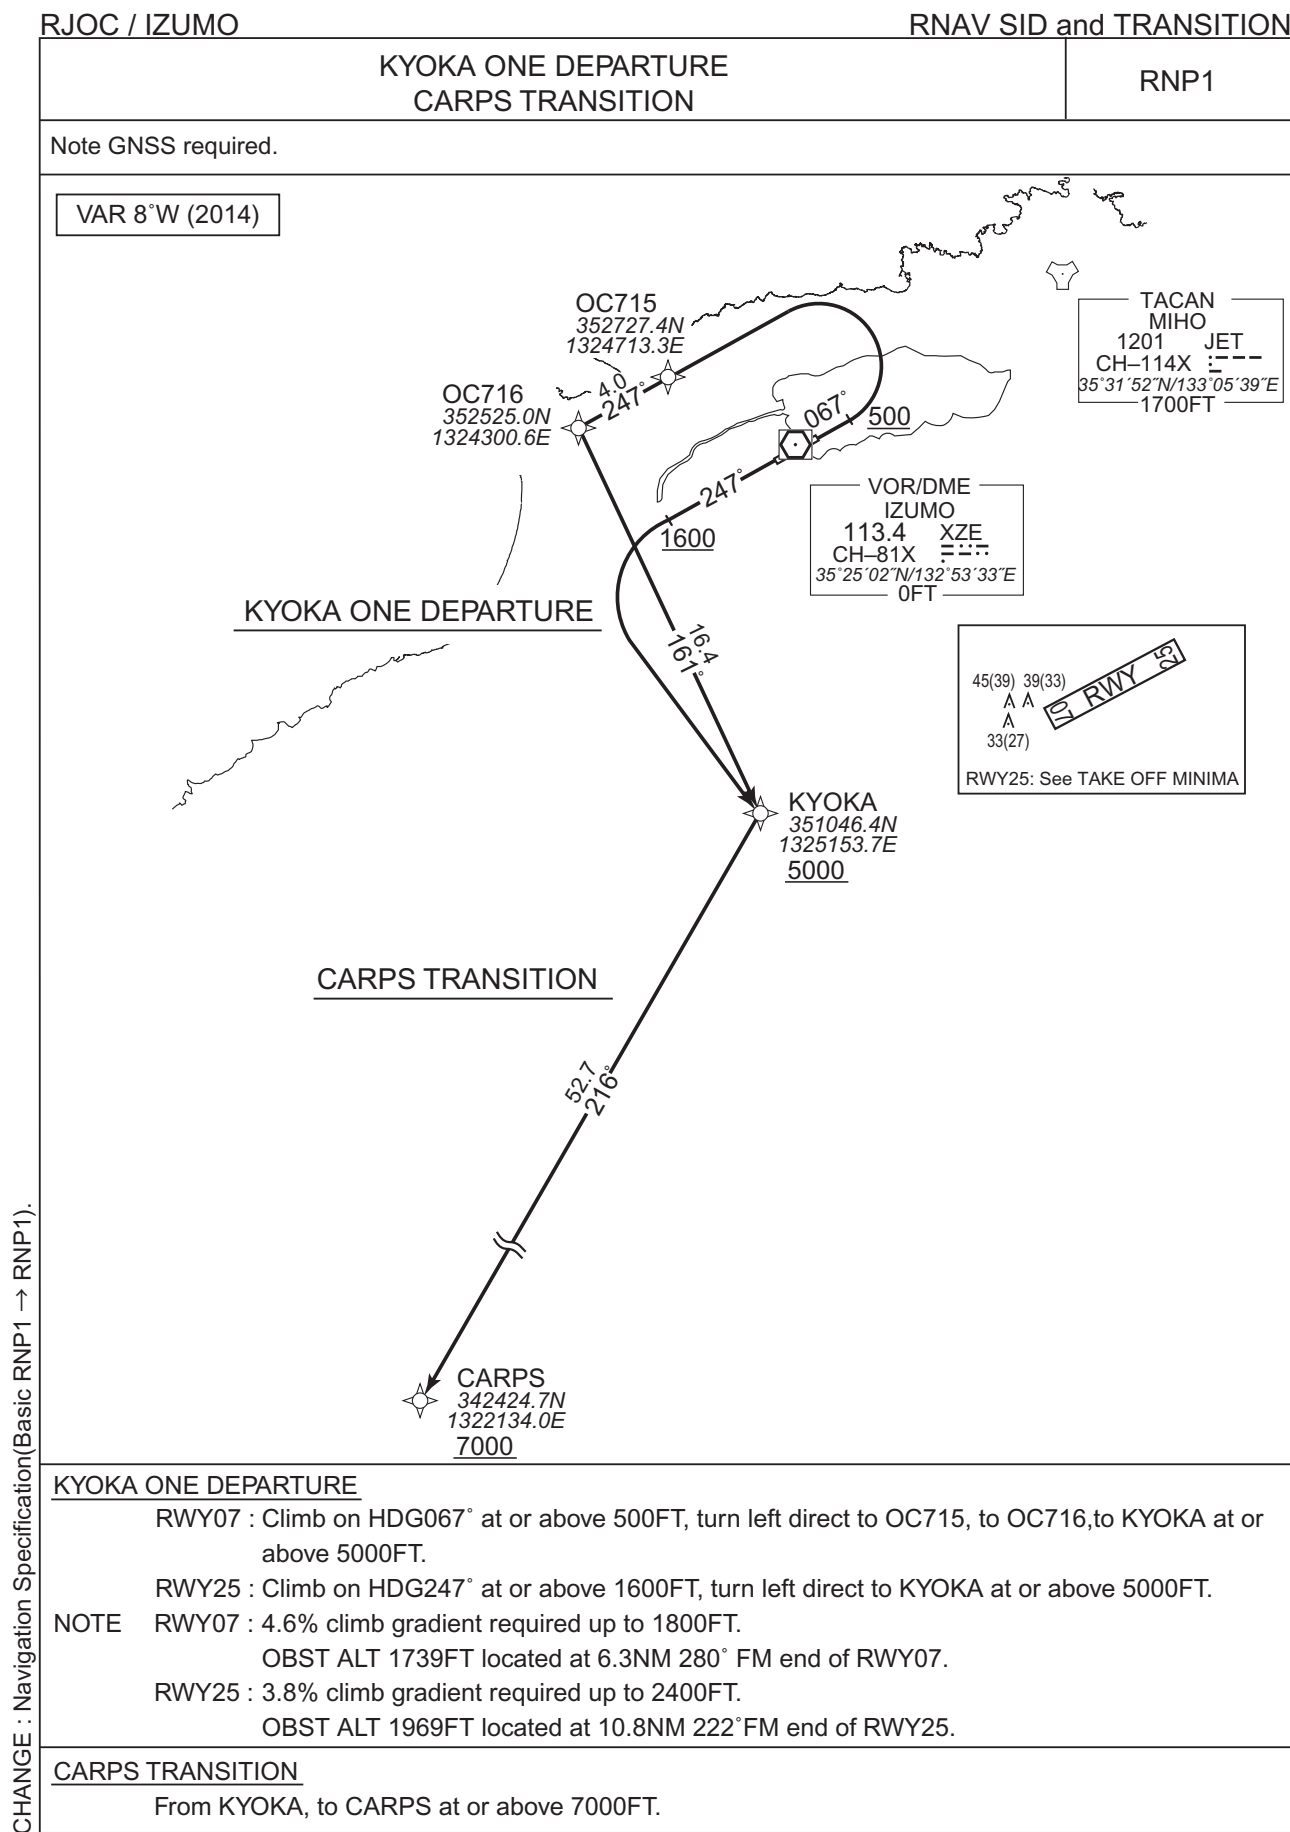 RJOC / IZUMO
RNAV SID and TRANSITION
KYOKA ONE DEPARTURE
CARPS TRANSITION
RNP1
Note GNSS required.
VAR 8˚W (2014)
OC715
352727.4N
1324713.3E
OC716
352525.0N
1324300.6E
4.0
247˚
067˚
500
TACAN
MIHO
1201 JET
CH–114X
35˚31´52˝N/133˚05´39˝E
1700FT
247˚
1600
VOR/DME
IZUMO
113.4 XZE
CH–81X
35˚25´02˝N/132˚53´33˝E
0FT
KYOKA ONE DEPARTURE
16.4
161˚
45(39) 39(33)
33(27)
07 RWY 25
RWY25: See TAKE OFF MINIMA
KYOKA
351046.4N
1325153.7E
5000
CARPS TRANSITION
52.7
216˚
CARPS
342424.7N
1322134.0E
7000
KYOKA ONE DEPARTURE
RWY07 : Climb on HDG067˚ at or above 500FT, turn left direct to OC715, to OC716,to KYOKA at or
above 5000FT.
RWY25 : Climb on HDG247˚ at or above 1600FT, turn left direct to KYOKA at or above 5000FT.
NOTE RWY07 : 4.6% climb gradient required up to 1800FT.
OBST ALT 1739FT located at 6.3NM 280˚ FM end of RWY07.
RWY25 : 3.8% climb gradient required up to 2400FT.
OBST ALT 1969FT located at 10.8NM 222˚FM end of RWY25.
CARPS TRANSITION
From KYOKA, to CARPS at or above 7000FT.
CHANGE : Navigation Specification(Basic RNP1 → RNP1).